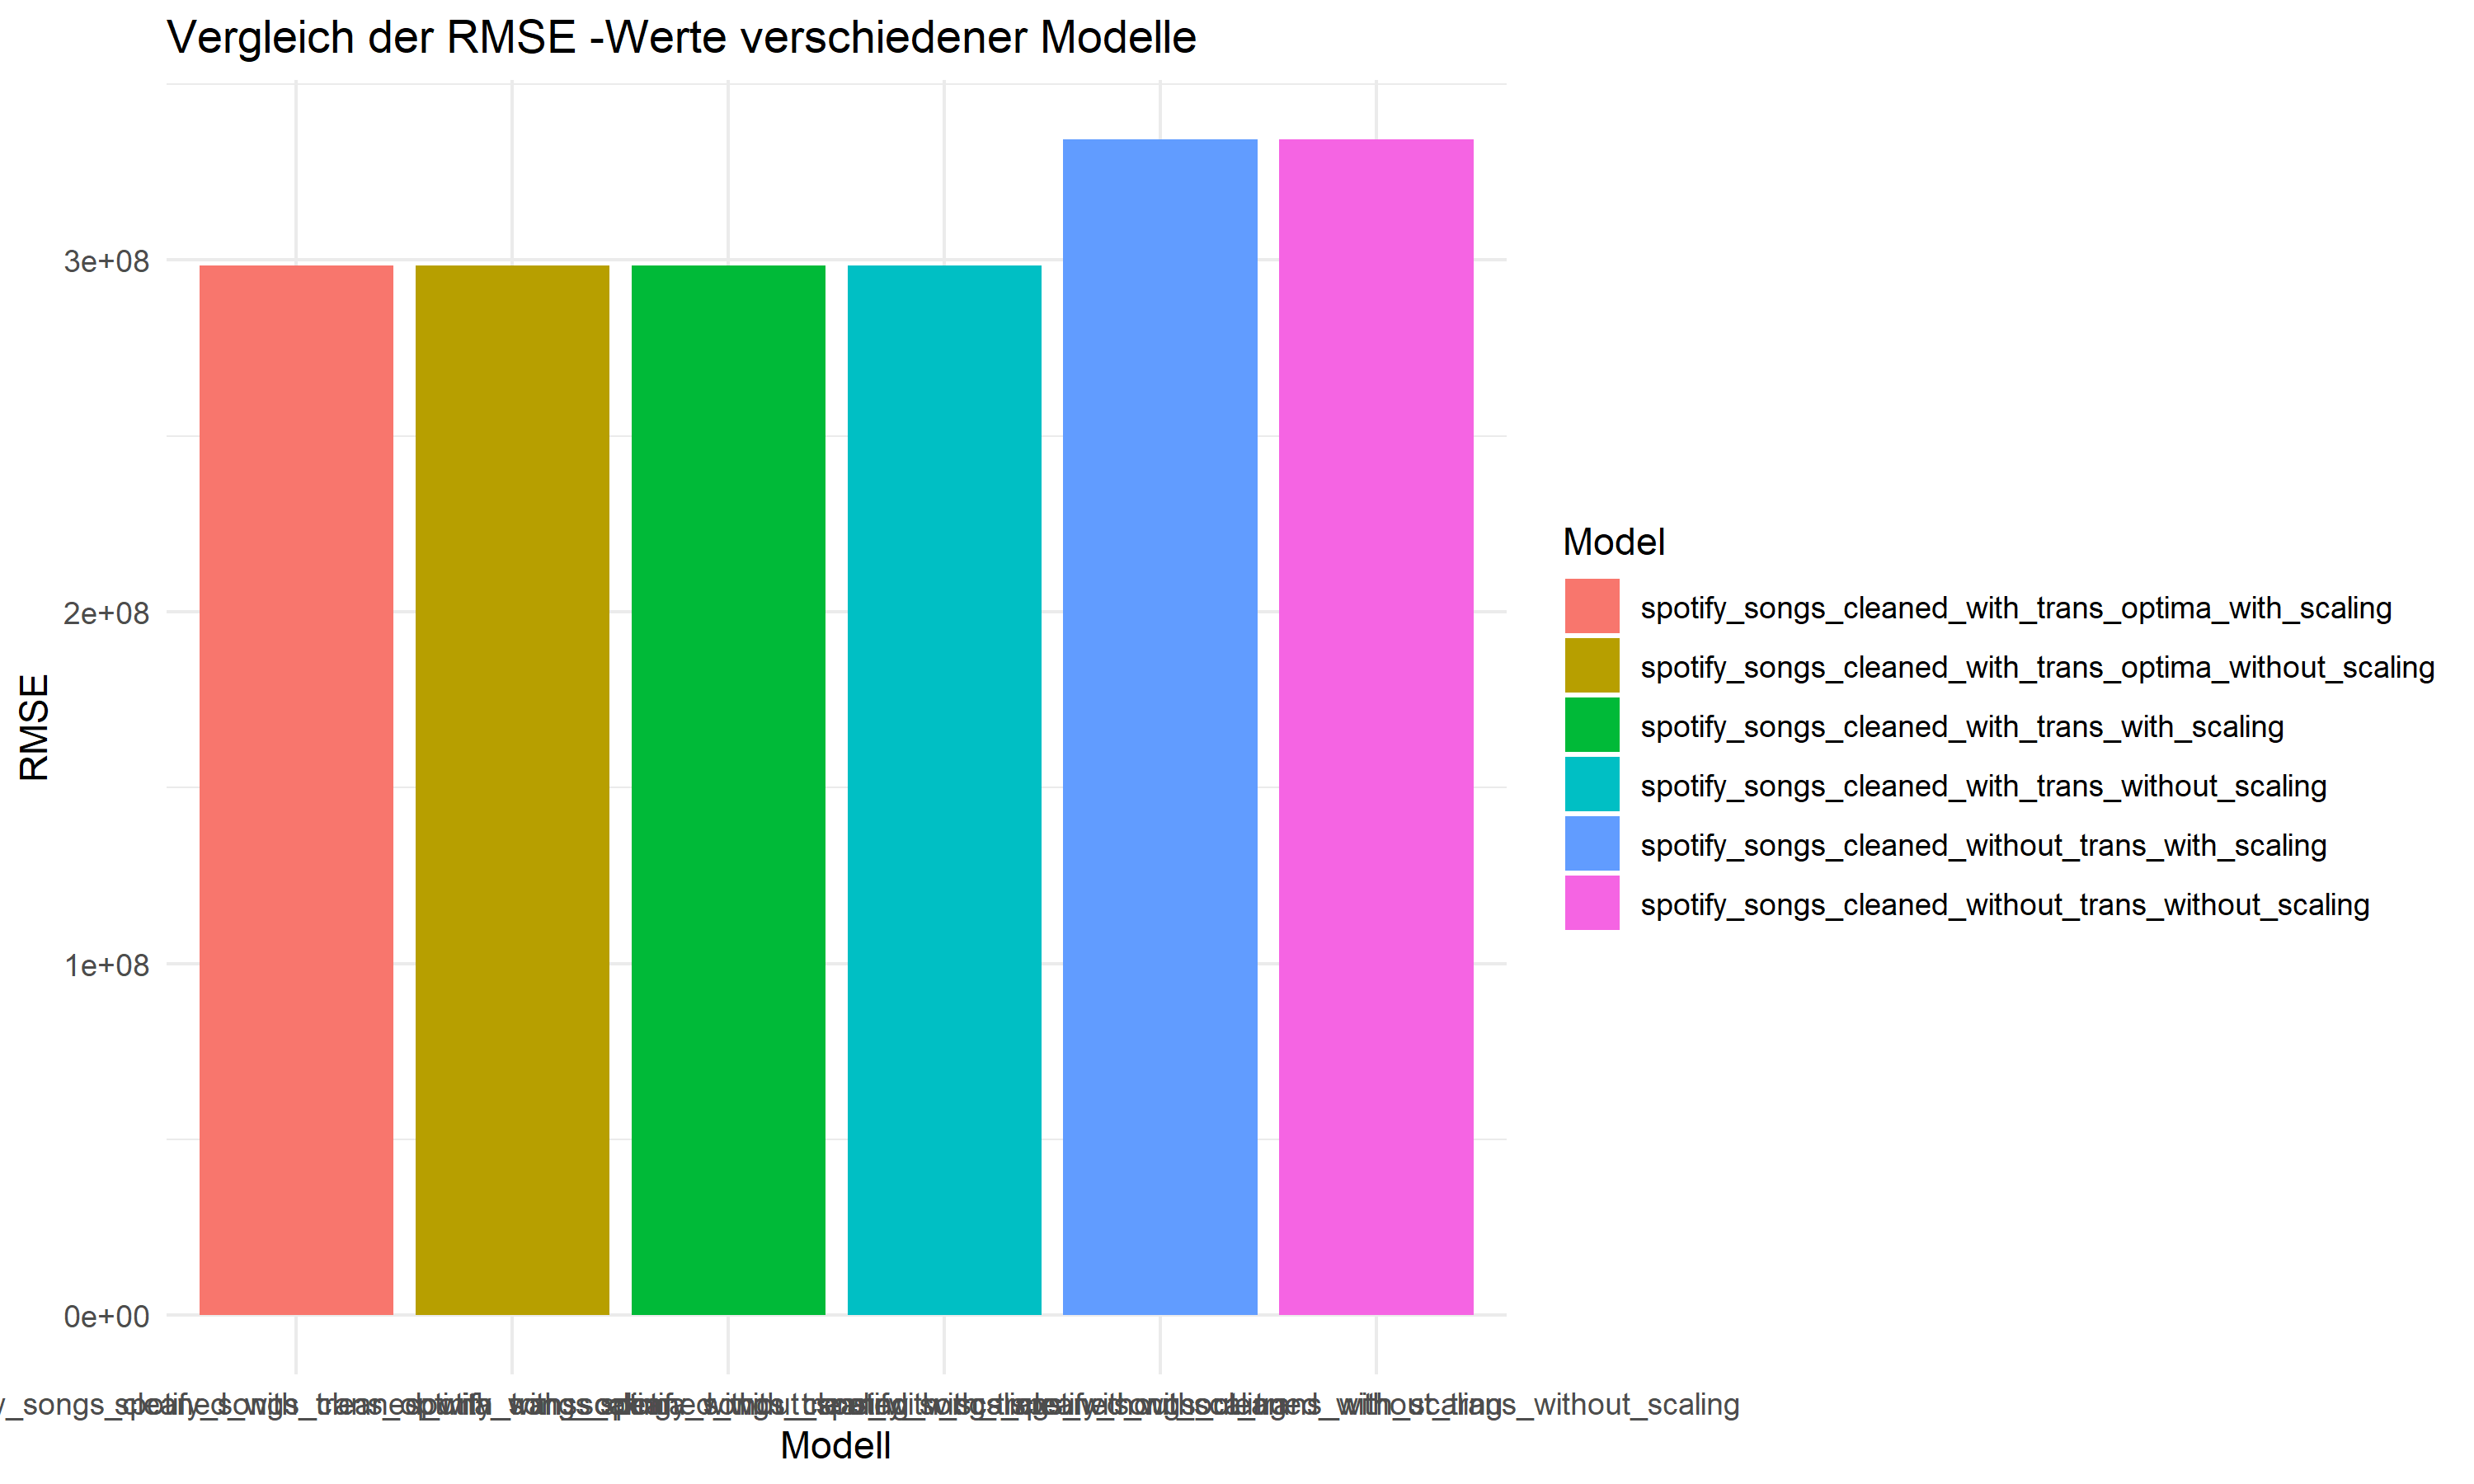 Vergleich der RMSE -Werte verschiedener Modelle
3e+08
2e+08
1e+08
0e+00
RMSE
Modell
Model
spotify_songs_cleaned_with_trans_optima_with_scaling
spotify_songs_cleaned_with_trans_optima_without_scaling
spotify_songs_cleaned_with_trans_with_scaling
spotify_songs_cleaned_with_trans_without_scaling
spotify_songs_cleaned_without_trans_with_scaling
spotify_songs_cleaned_without_trans_without_scaling